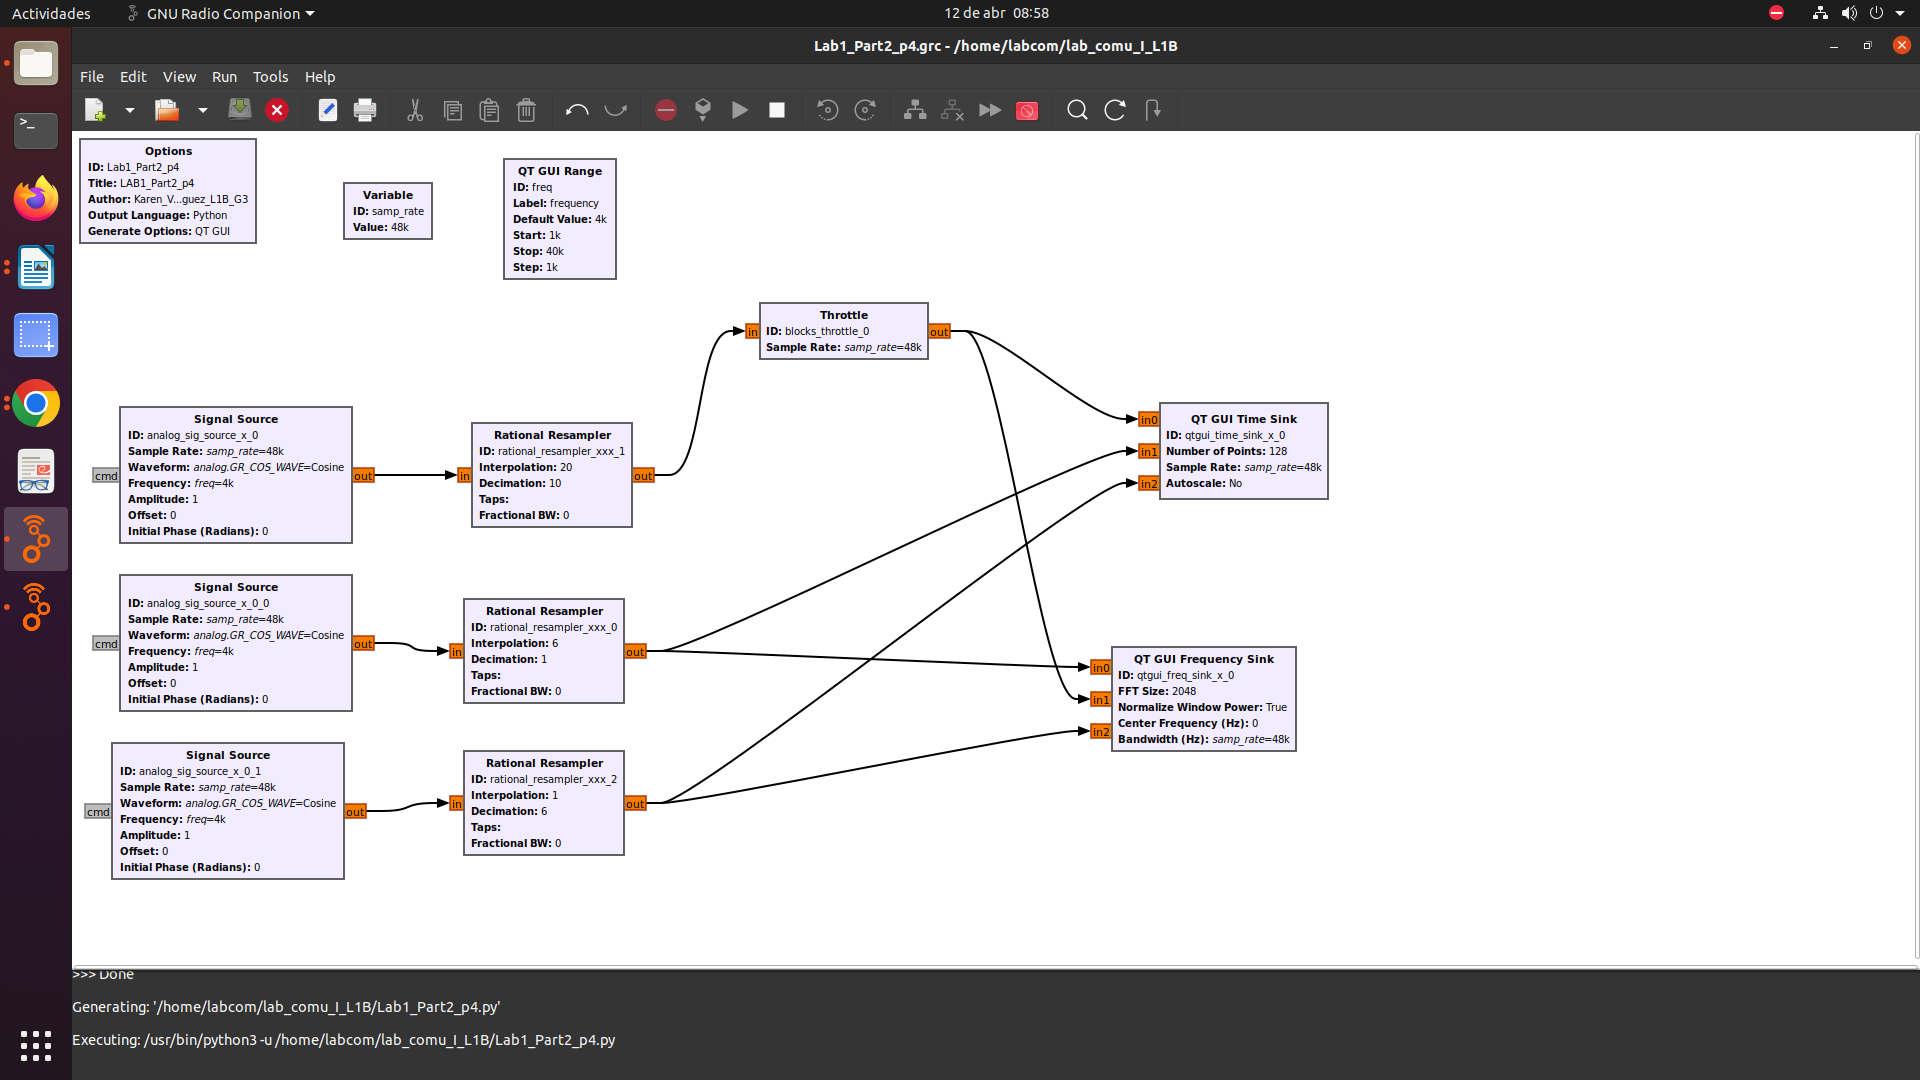 Actividades
GNU Radio Companion
12 de abr 08:58
Lab1_Part2_p4.grc - /home/labcom/lab_comu_I_L1B
File Edit View Run Tools Help
Options
ID: Lab1_Part2_p4
Title: LAB1_Part2_p4
Author: Karen_V...guez_L1B_G3
Output Language: Python
Generate Options: QT GUI
Variable
ID: samp_rate
Value: 48k
QT GUI Range
ID: freq
Label: frequency
Default Value: 4k
Start: 1k
Stop: 40k
Step: 1k
Throttle
ID: blocks_throttle_0
Sample Rate: samp_rate=48k
in
out
Signal Source
ID: analog_sig_source_x_0
Sample Rate: samp_rate=48k
Waveform: analog.GR_COS_WAVE=Cosine
Frequency: freq=4k
Amplitude: 1
Offset: 0
Initial Phase (Radians): 0
cmd
out
Rational Resampler
ID: rational_resampler_xxx_1
Interpolation: 20
Decimation: 10
Taps:
Fractional BW: 0
in
out
QT GUI Time Sink
ID: qtgui_time_sink_x_0
Number of Points: 128
Sample Rate: samp_rate=48k
Autoscale: No
in0
in1
in2
Signal Source
ID: analog_sig_source_x_0_0
Sample Rate: samp_rate=48k
Waveform: analog.GR_COS_WAVE=Cosine
Frequency: freq=4k
Amplitude: 1
Offset: 0
Initial Phase (Radians): 0
cmd
out
Rational Resampler
ID: rational_resampler_xxx_0
Interpolation: 6
Decimation: 1
Taps:
Fractional BW: 0
in
out
QT GUI Frequency Sink
ID: qtgui_freq_sink_x_0
FFT Size: 2048
Normalize Window Power: True
Center Frequency (Hz): 0
Bandwidth (Hz): samp_rate=48k
in0
in1
in2
Signal Source
ID: analog_sig_source_x_0_1
Sample Rate: samp_rate=48k
Waveform: analog.GR_COS_WAVE=Cosine
Frequency: freq=4k
Amplitude: 1
Offset: 0
Initial Phase (Radians): 0
cmd
out
Rational Resampler
ID: rational_resampler_xxx_2
Interpolation: 1
Decimation: 6
Taps:
Fractional BW: 0
in
out
>>> Done
Generating: '/home/labcom/lab_comu_I_L1B/Lab1_Part2_p4.py'
Executing: /usr/bin/python3 -u /home/labcom/lab_comu_I_L1B/Lab1_Part2_p4.py